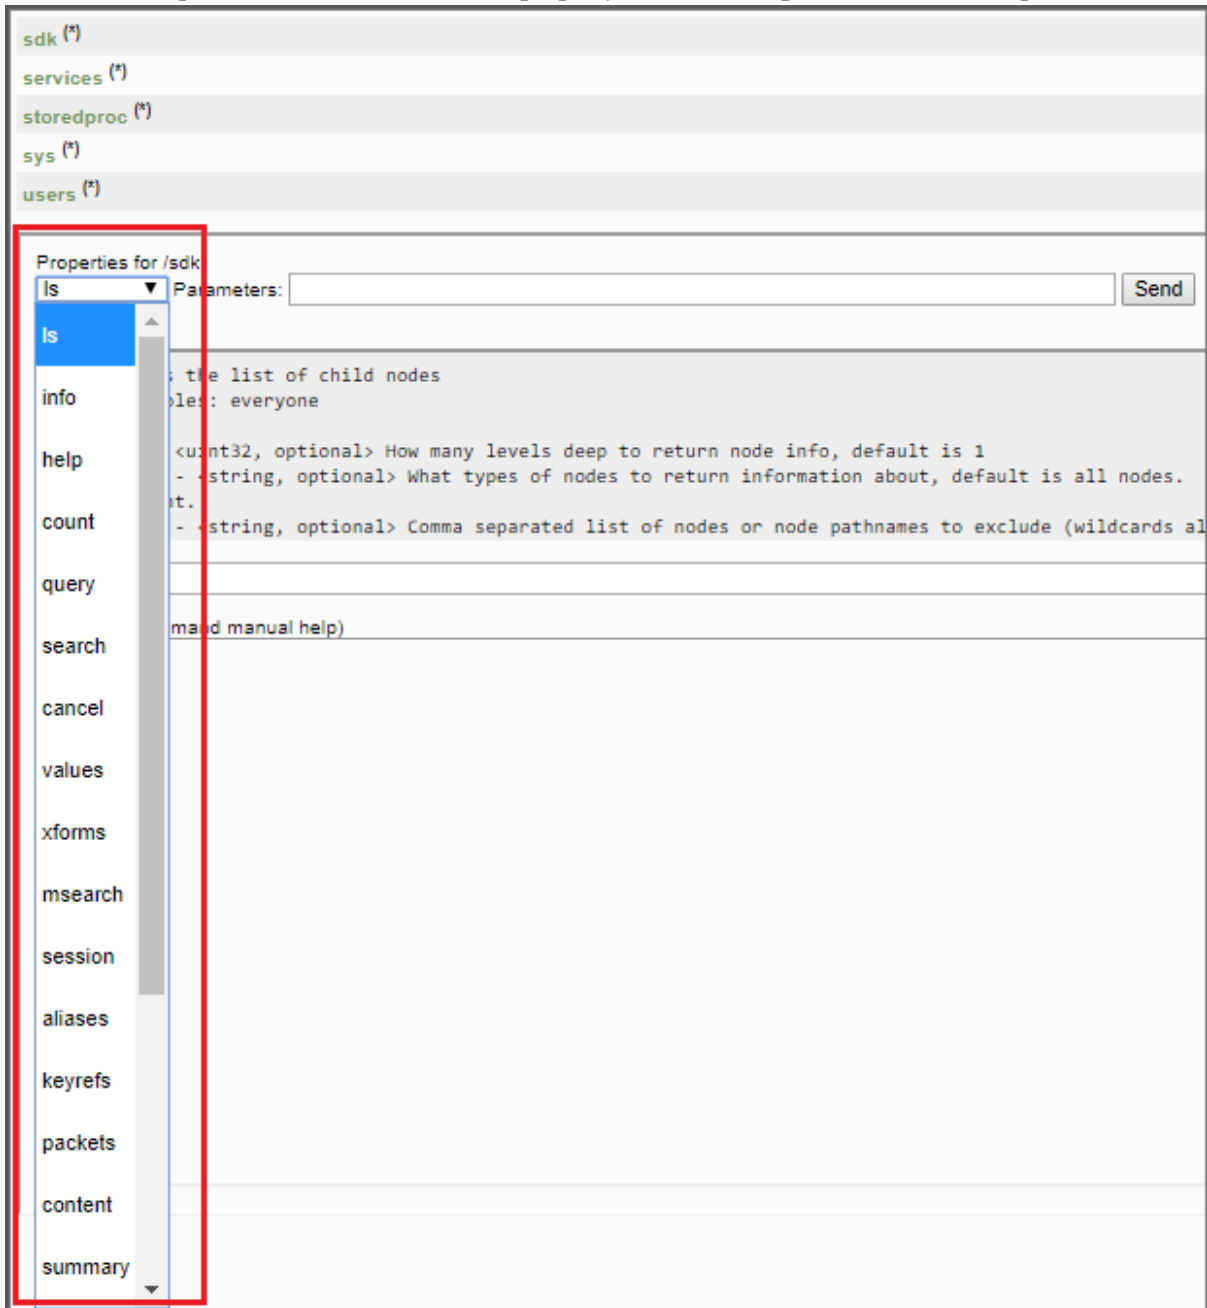 sdk (*)
services (*)
storedproc (*)
sys (*)
users (*)
Properties for /sdk
ls ▼ Parameters: Send
ls
info
help
count
query
search
cancel
values
xforms
msearch
session
aliases
keyrefs
packets
content
summary
the list of child nodes
: everyone
<uint32, optional> How many levels deep to return node info, default is 1
- <string, optional> What types of nodes to return information about, default is all nodes.
- <string, optional> Comma separated list of nodes or node pathnames to exclude (wildcards al
manual help)